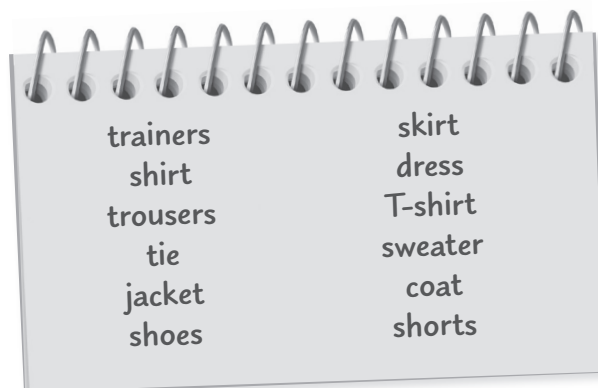 trainers
shirt
trousers
tie
jacket
shoes
skirt
dress
T-shirt
sweater
coat
shorts